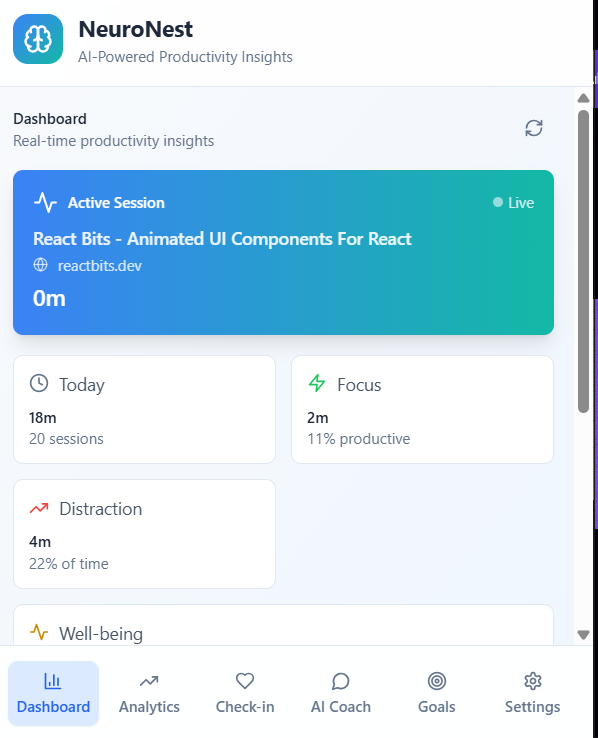 NeuroNest
AI-Powered Productivity Insights
Dashboard
Real-time productivity insights
Active Session
Live
React Bits - Animated UI Components For React
reactbits.dev
0m
Today
18m
20 sessions
Focus
2m
11% productive
Distraction
4m
22% of time
Well-being
Dashboard
Analytics
Check-in
AI Coach
Goals
Settings